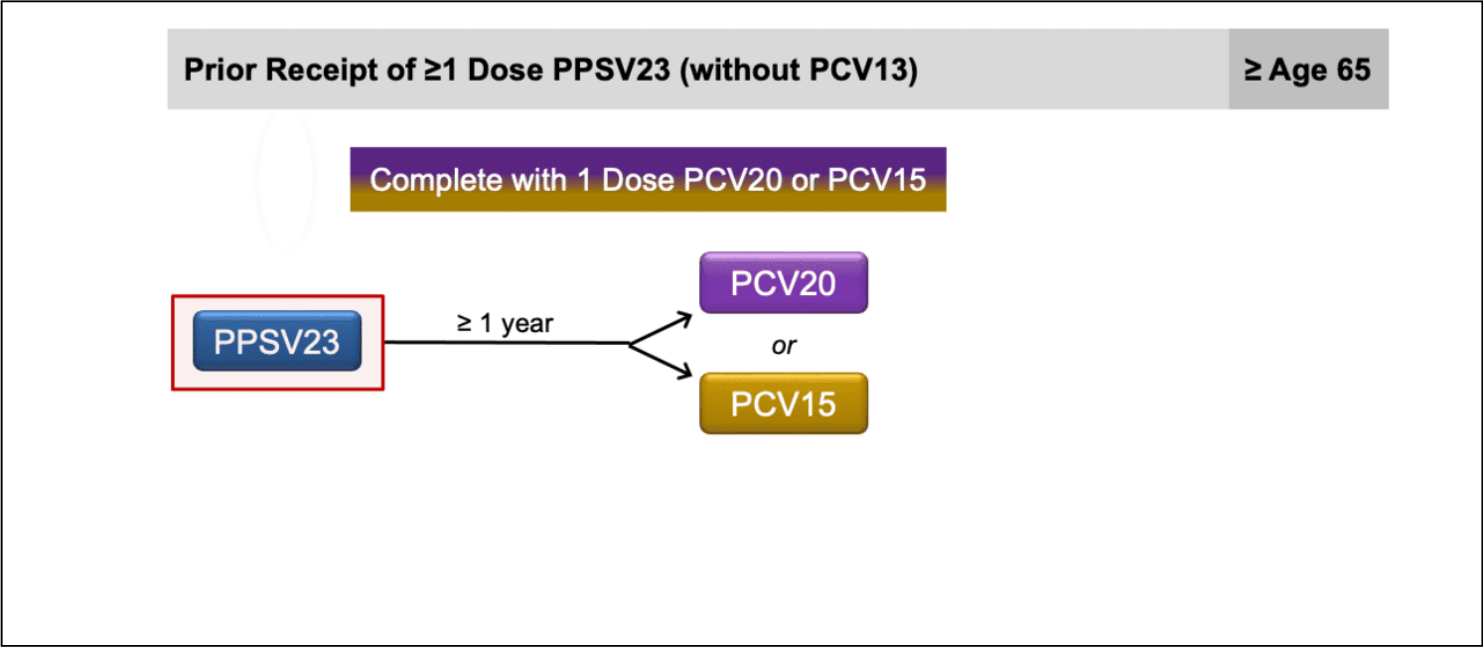 Prior Receipt of ≥1 Dose PPSV23 (without PCV13)
≥ Age 65
Complete with 1 Dose PCV20 or PCV15
PCV20
≥ 1 year
PPSV23
or
PCV15